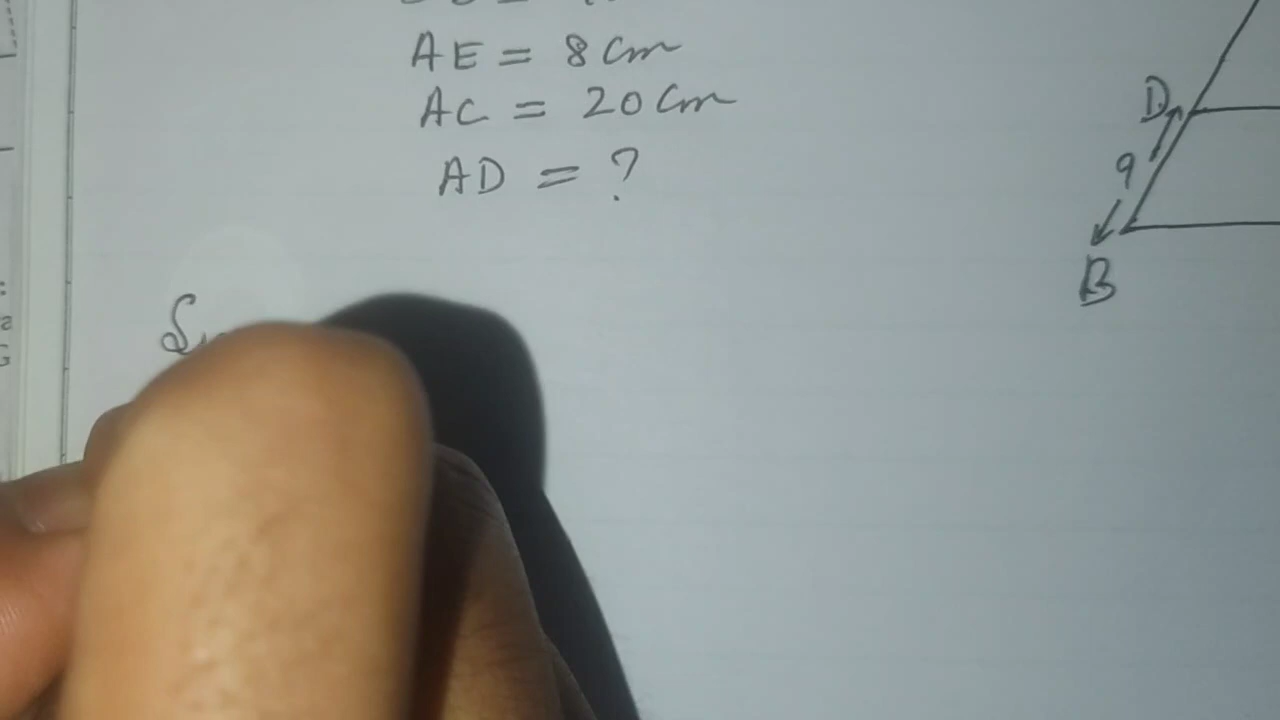 AE = 8 cm
AC = 20 cm
AD = ?
D
9
B